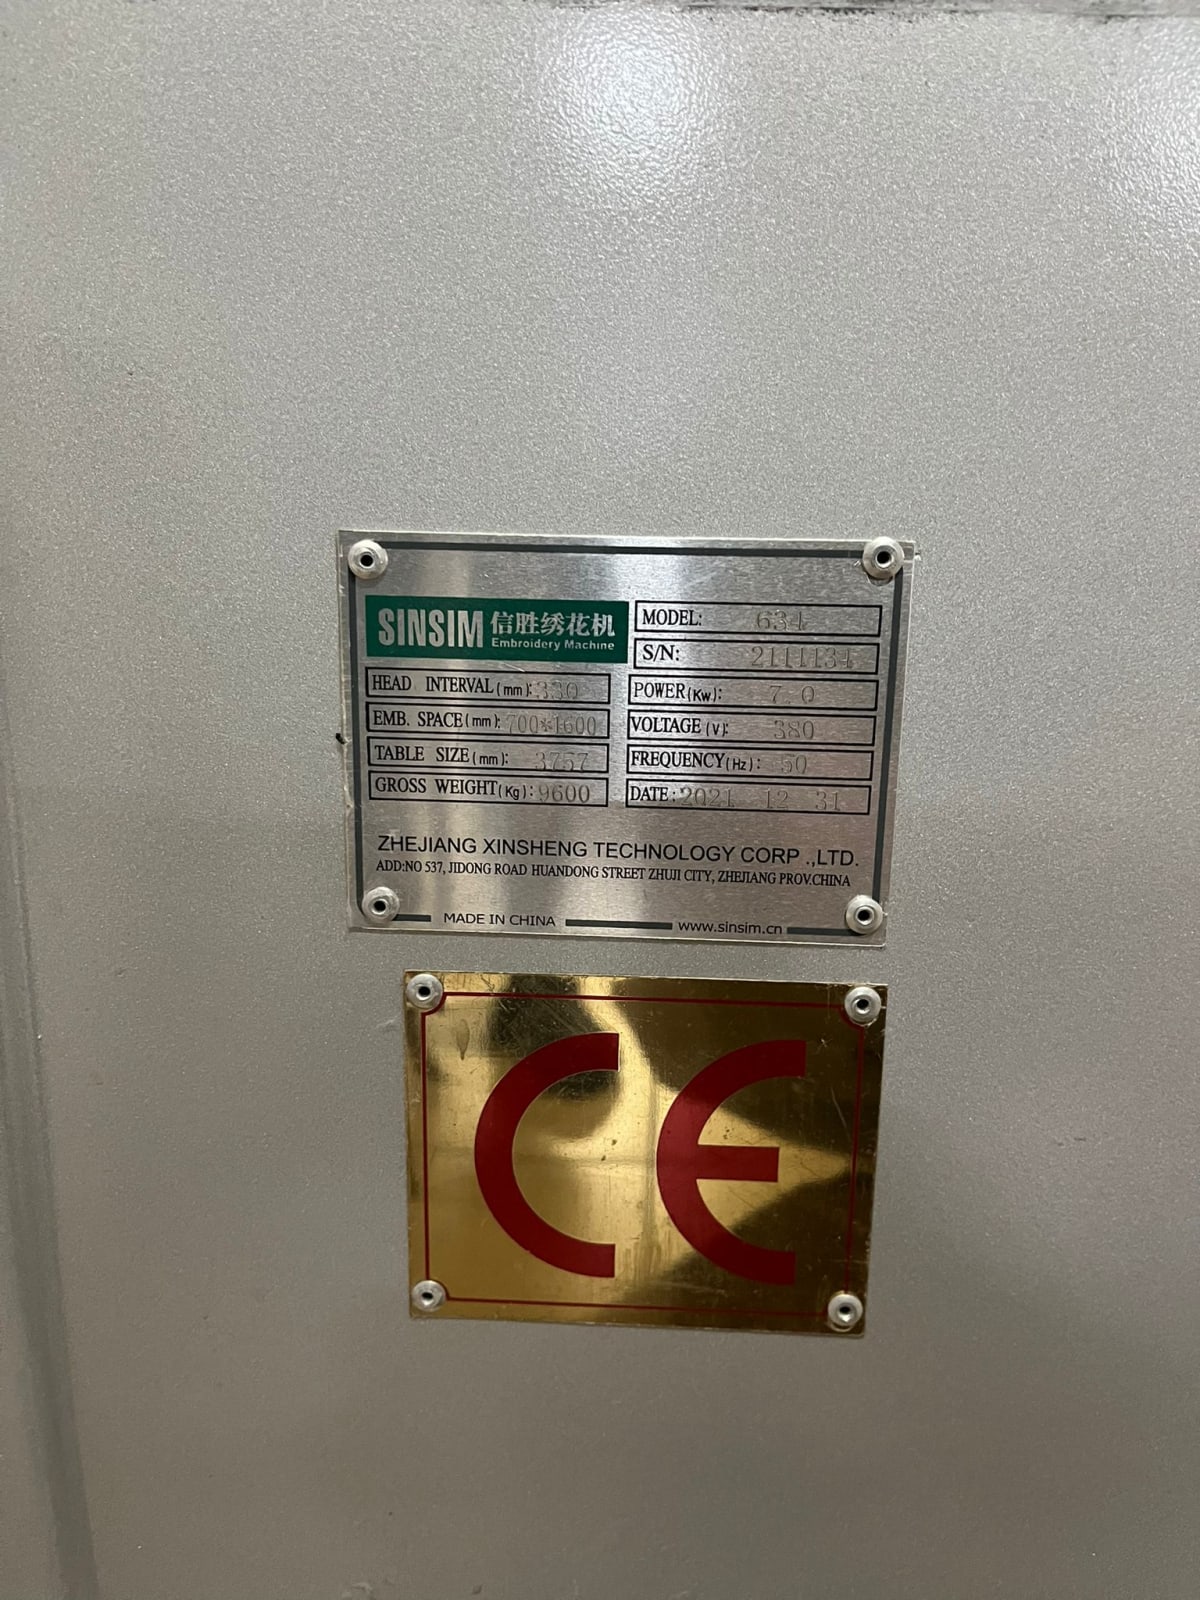 SINSIM 信胜绣花机
Embroidery Machine
MODEL: 634
S/N: 2111134
HEAD INTERVAL(mm): 330
POWER(Kw): 7.0
EMB. SPACE(mm): 700*1600
VOLTAGE(V): 380
TABLE SIZE(mm): 3757
FREQUENCY(Hz): 50
GROSS WEIGHT(Kg): 9600
DATE: 2021 12 31
ZHEJIANG XINSHENG TECHNOLOGY CORP .,LTD.
ADD:NO 537, JIDONG ROAD HUANDONG STREET ZHUJI CITY, ZHEJIANG PROV.CHINA
MADE IN CHINA
www.sinsim.cn
CE